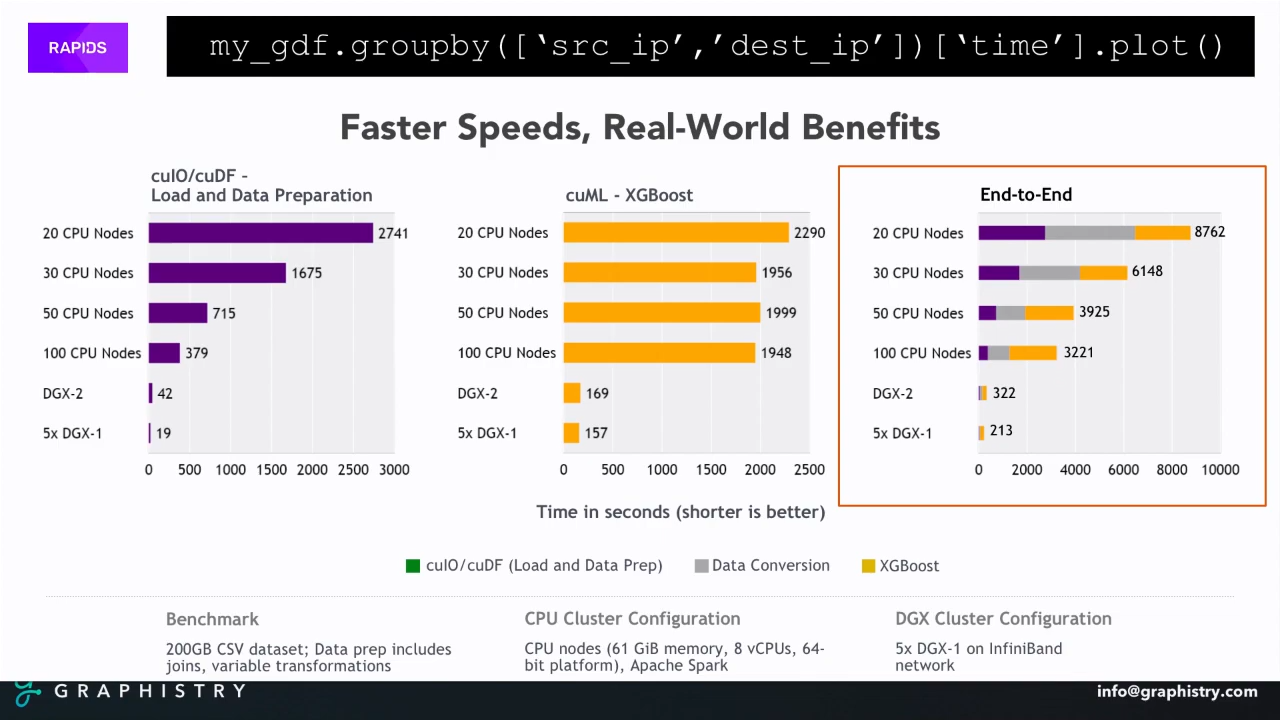 RAPIDS
my_gdf.groupby([‘src_ip’,’dest_ip’])[‘time’].plot()
Faster Speeds, Real-World Benefits
cuIO/cuDF –
Load and Data Preparation
20 CPU Nodes
2741
30 CPU Nodes
1675
50 CPU Nodes
715
100 CPU Nodes
379
DGX-2
42
5x DGX-1
19
0 500 1000 1500 2000 2500 3000
cuML - XGBoost
20 CPU Nodes
2290
30 CPU Nodes
1956
50 CPU Nodes
1999
100 CPU Nodes
1948
DGX-2
169
5x DGX-1
157
0 500 1000 1500 2000 2500
End-to-End
20 CPU Nodes
8762
30 CPU Nodes
6148
50 CPU Nodes
3925
100 CPU Nodes
3221
DGX-2
322
5x DGX-1
213
0 2000 4000 6000 8000 10000
Time in seconds (shorter is better)
cuIO/cuDF (Load and Data Prep)
Data Conversion
XGBoost
Benchmark
200GB CSV dataset; Data prep includes
joins, variable transformations
CPU Cluster Configuration
CPU nodes (61 GiB memory, 8 vCPUs, 64-
bit platform), Apache Spark
DGX Cluster Configuration
5x DGX-1 on InfiniBand
network
GRAPHISTRY
info@graphistry.com